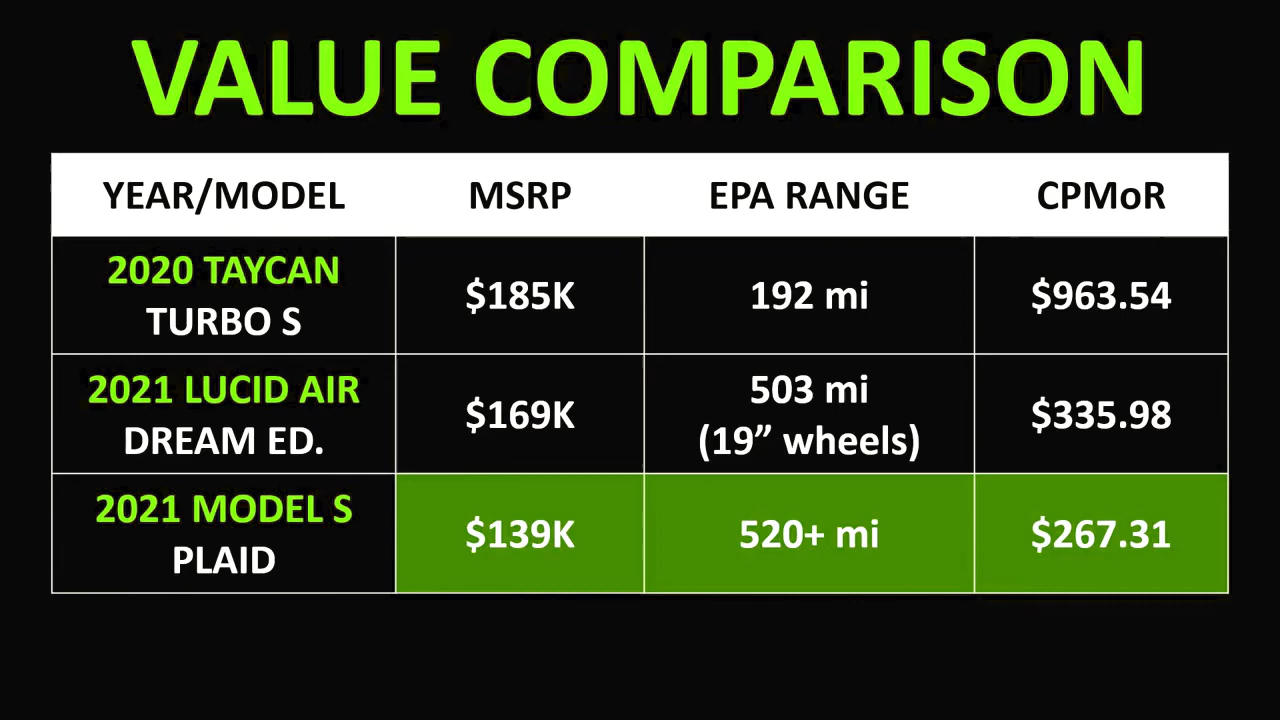 VALUE COMPARISON
YEAR/MODEL MSRP EPA RANGE CPMoR
2020 TAYCAN
TURBO S
$185K
192 mi
$963.54
2021 LUCID AIR
DREAM ED.
$169K
503 mi
(19” wheels)
$335.98
2021 MODEL S
PLAID
$139K
520+ mi
$267.31